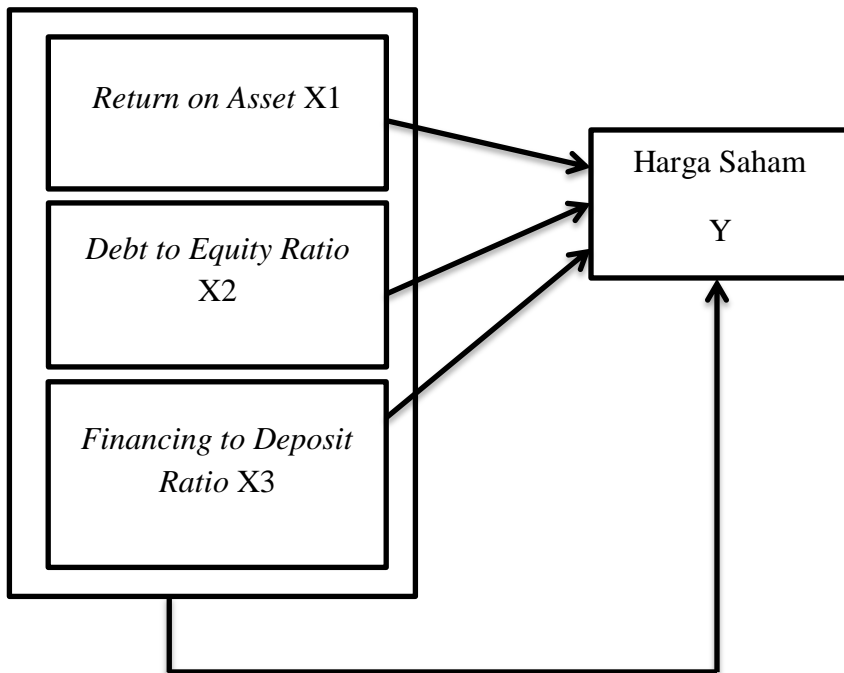 Return on Asset X1
Debt to Equity Ratio
X2
Financing to Deposit
Ratio X3
Harga Saham
Y